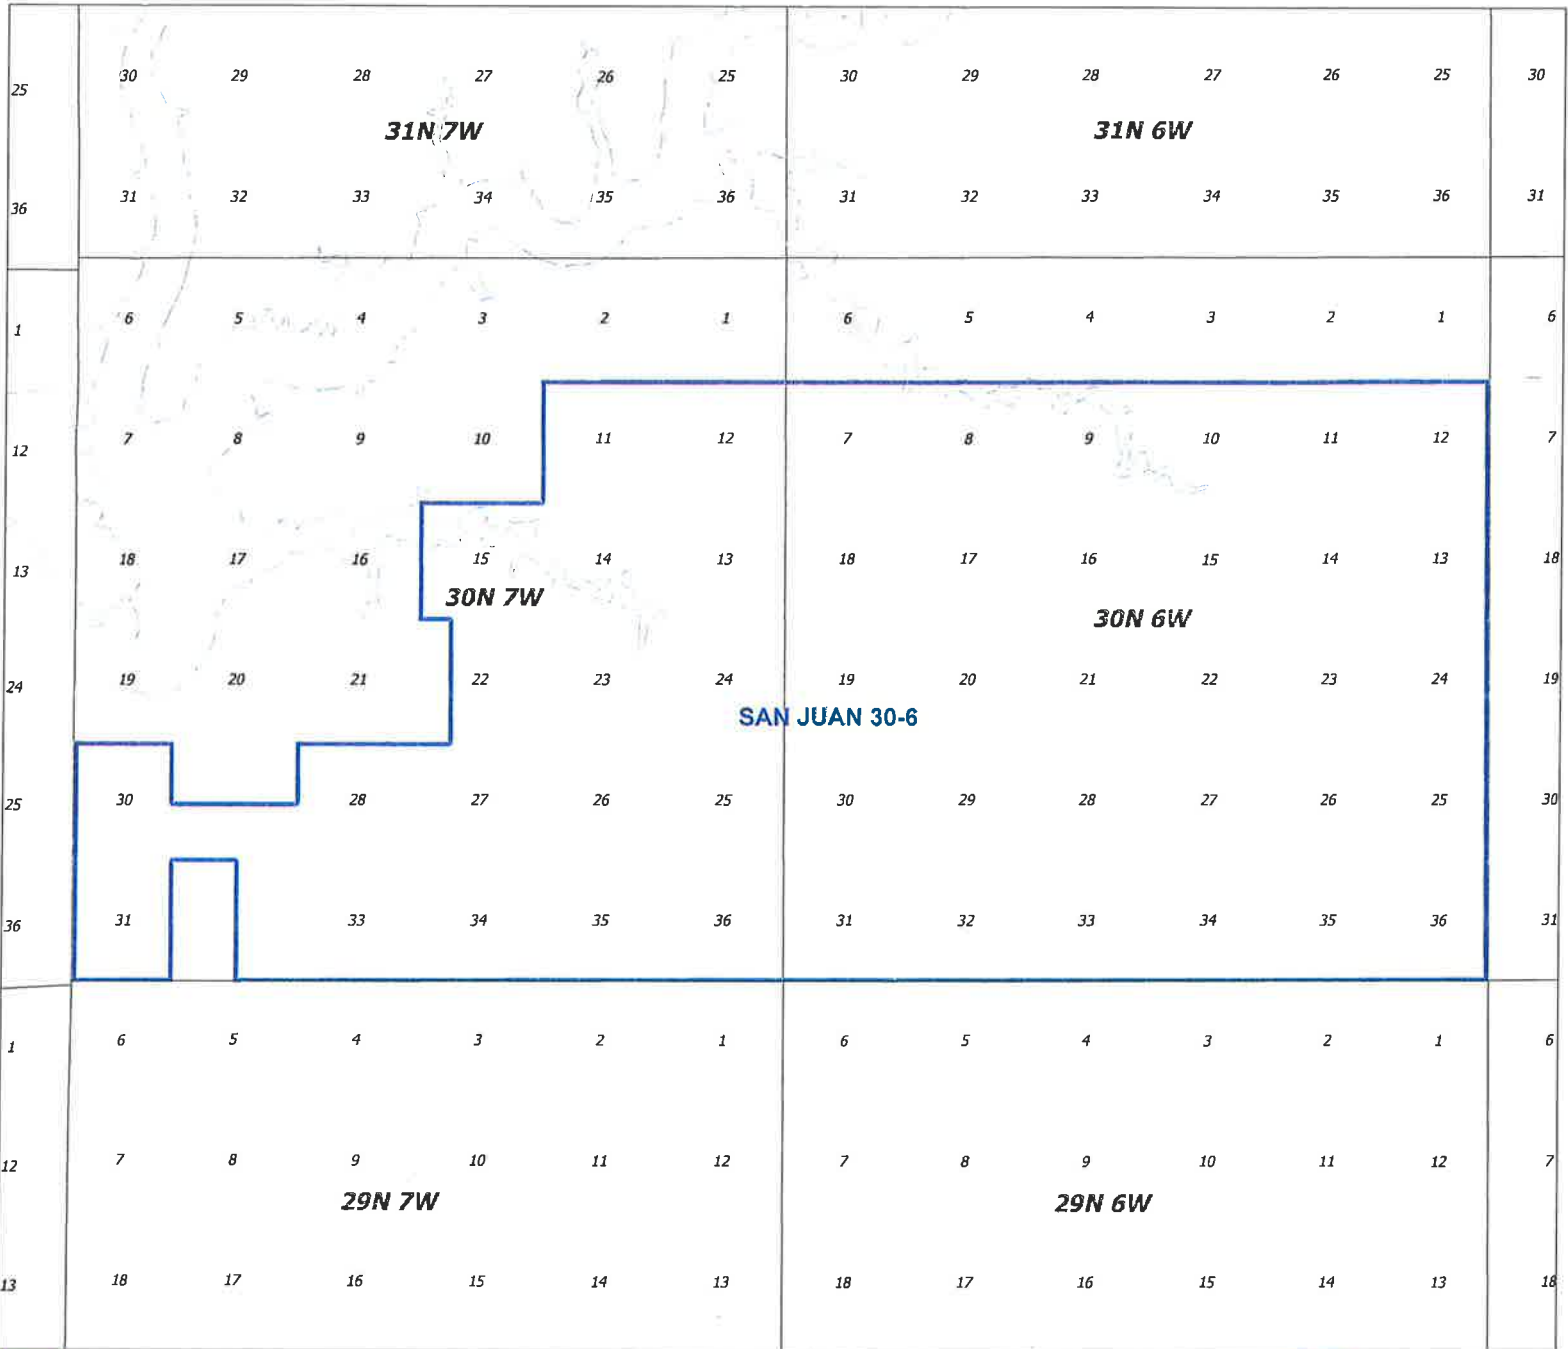 30 29 28 27 26 25 30 29 28 27 26 25 30
25
31N 7W 31N 6W
31 32 33 34 35 36 31 32 33 34 35 36 31
36
6 5 4 3 2 1 6 5 4 3 2 1 6
1
7 8 9 10 11 12 7 8 9 10 11 12 7
12
18 17 16 15 14 13 18 17 16 15 14 13 18
13
30N 7W
30N 6W
24 19 20 21 22 23 24 19 20 21 22 23 24 19
SAN JUAN 30-6
25 30 28 27 26 25 30 29 28 27 26 25 30
36 31 33 34 35 36 31 32 33 34 35 36 31
1 6 5 4 3 2 1 6 5 4 3 2 1 6
12 7 8 9 10 11 12 7 8 9 10 11 12 7
29N 7W 29N 6W
13 18 17 16 15 14 13 18 17 16 15 14 13 18